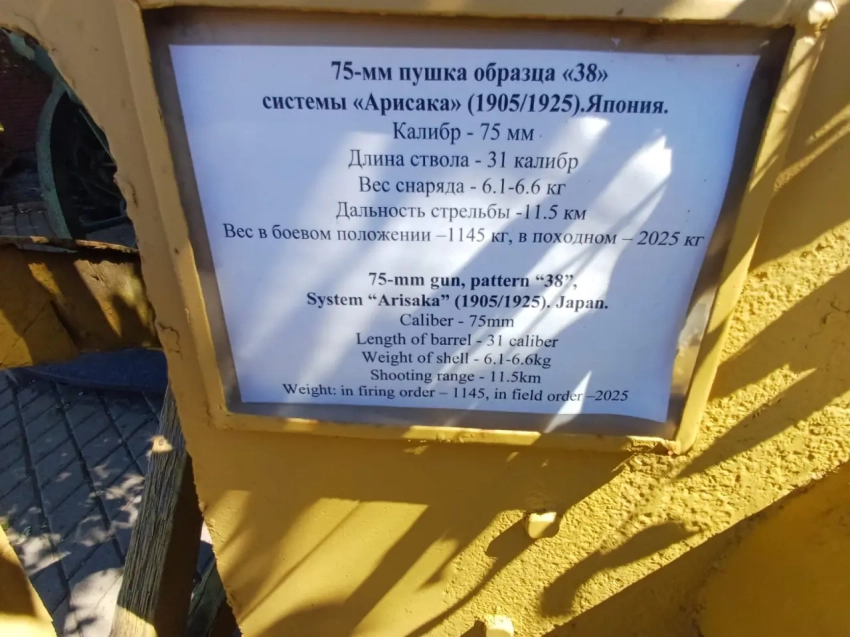 75-мм пушка образца «38»
системы «Арисака» (1905/1925).Япония.
Калибр - 75 мм
Длина ствола - 31 калибр
Вес снаряда - 6.1-6.6 кг
Дальность стрельбы -11.5 км
Вес в боевом положении –1145 кг, в походном – 2025 кг
75-mm gun, pattern “38”,
System “Arisaka” (1905/1925). Japan.
Caliber - 75mm
Length of barrel - 31 caliber
Weight of shell - 6.1-6.6kg
Shooting range - 11.5km
Weight: in firing order – 1145, in field order –2025